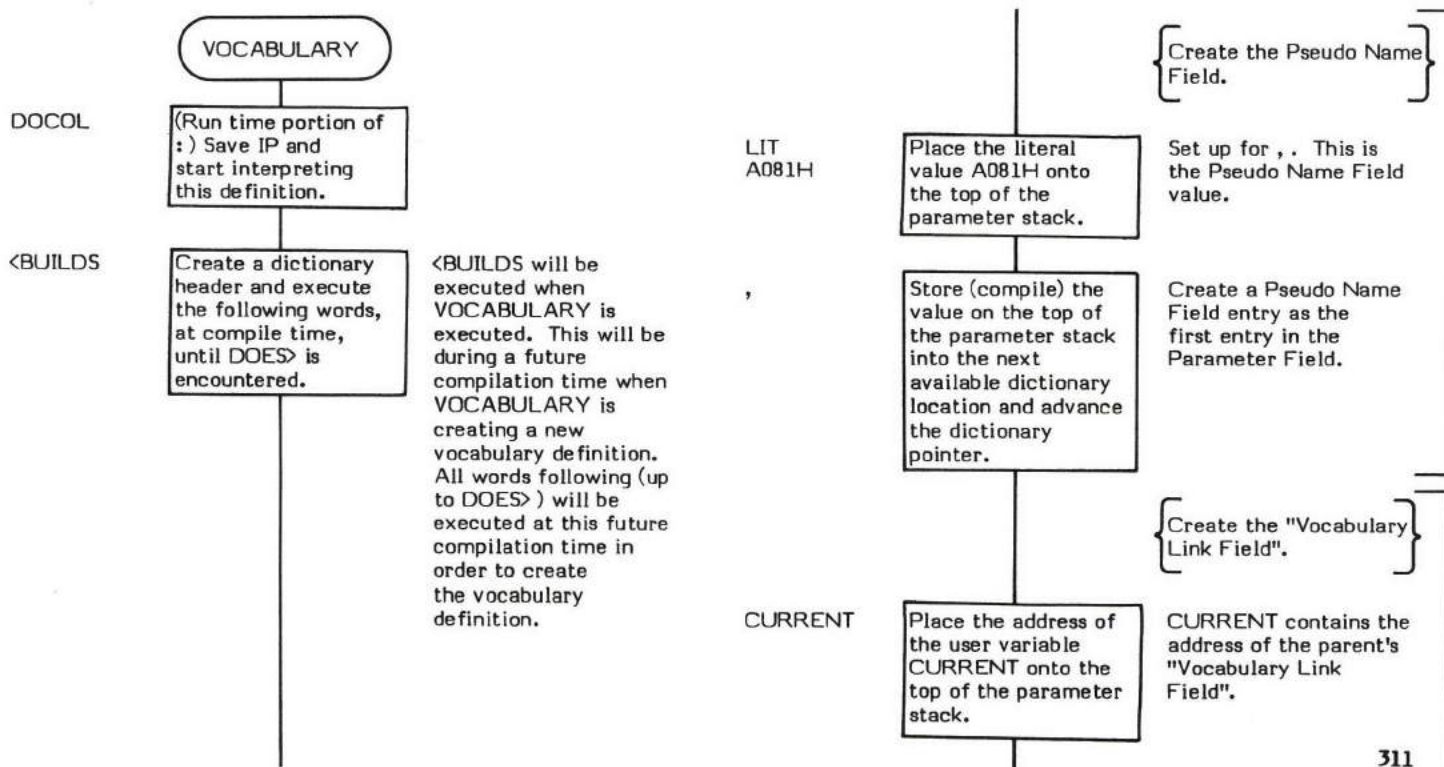 VOCABULARY
DOCOL
(Run time portion of
: ) Save IP and
start interpreting
this definition.
<BUILDS
Create a dictionary
header and execute
the following words,
at compile time,
until DOES> is
encountered.
<BUILDS will be
executed when
VOCABULARY is
executed. This will be
during a future
compilation time when
VOCABULARY is
creating a new
vocabulary definition.
All words following (up
to DOES> ) will be
executed at this future
compilation time in
order to create
the vocabulary
definition.
Create the Pseudo Name
Field.
LIT
A081H
Place the literal
value A081H onto
the top of the
parameter stack.
Set up for , . This is
the Pseudo Name Field
value.
,
Store (compile) the
value on the top of
the parameter stack
into the next
available dictionary
location and advance
the dictionary
pointer.
Create a Pseudo Name
Field entry as the
first entry in the
Parameter Field.
Create the "Vocabulary
Link Field".
CURRENT
Place the address of
the user variable
CURRENT onto the
top of the parameter
stack.
CURRENT contains the
address of the parent's
"Vocabulary Link
Field".
311